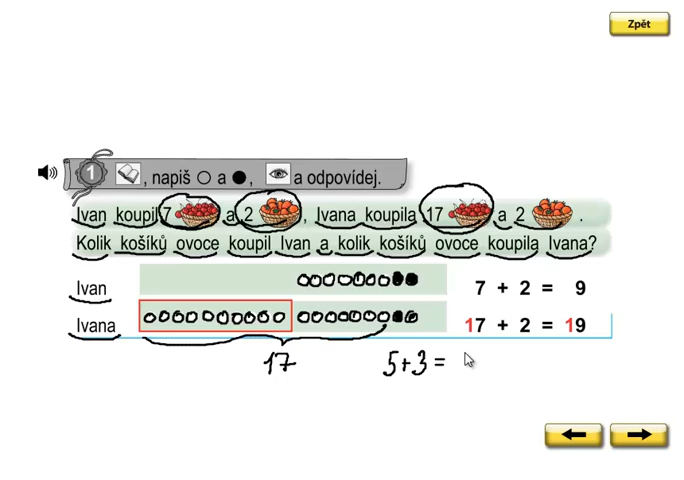 Zpět
1 , napiš ○ a ●, a odpovídej.
Ivan koupil 7 a 2 , Ivana koupila 17 a 2 .
Kolik košíků ovoce koupil Ivan a kolik košíků ovoce koupila Ivana?
Ivan 7 + 2 = 9
Ivana 17 + 2 = 19
17 5+3=